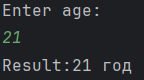 Enter age:
21
Result:21 год